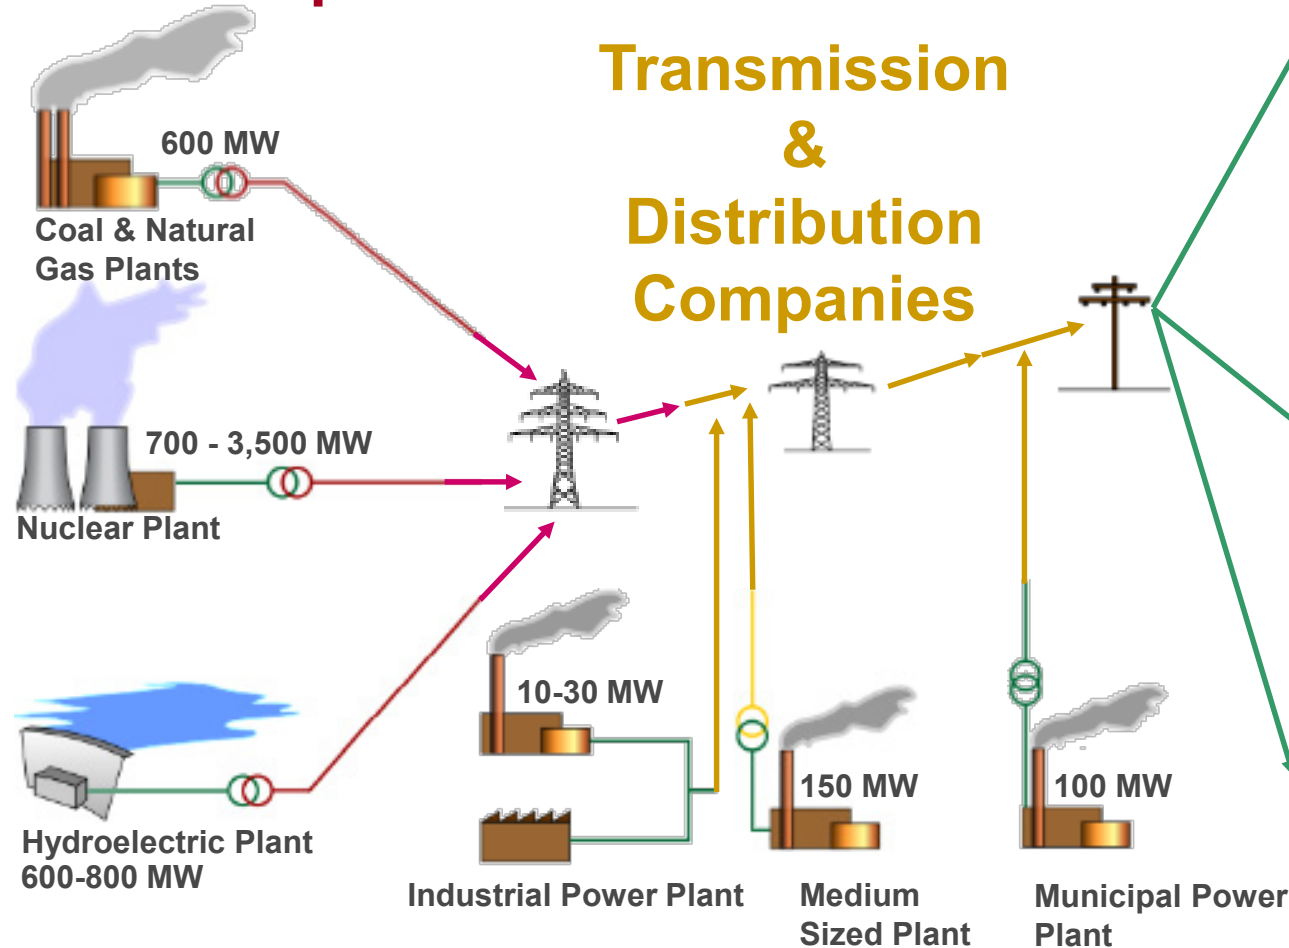 Transmission
&
Distribution
Companies
600 MW
Coal & Natural
Gas Plants
700 - 3,500 MW
Nuclear Plant
Hydroelectric Plant
600-800 MW
10-30 MW
Industrial Power Plant
150 MW
Medium
Sized Plant
100 MW
Municipal Power
Plant